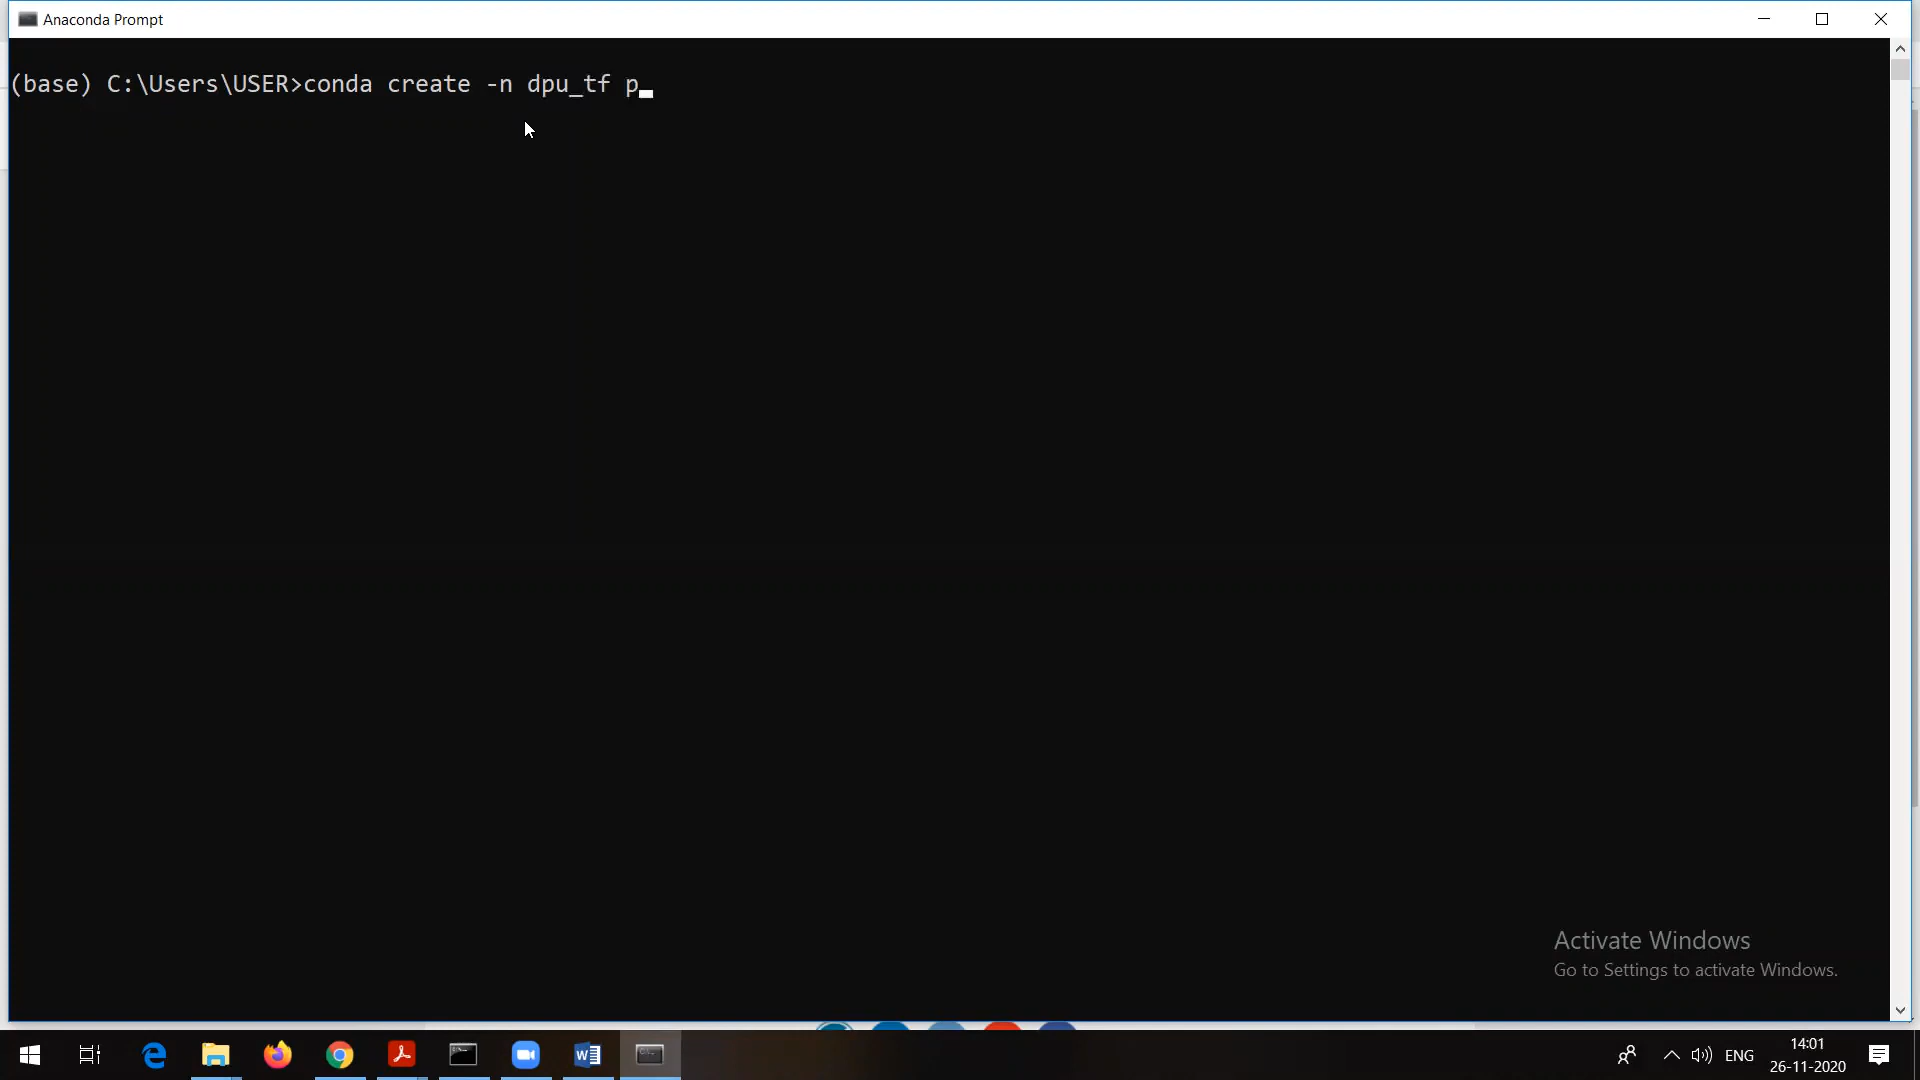 Anaconda Prompt
(base) C:\Users\USER>conda create -n dpu_tf p
Activate Windows
Go to Settings to activate Windows.
ENG
14:01
26-11-2020